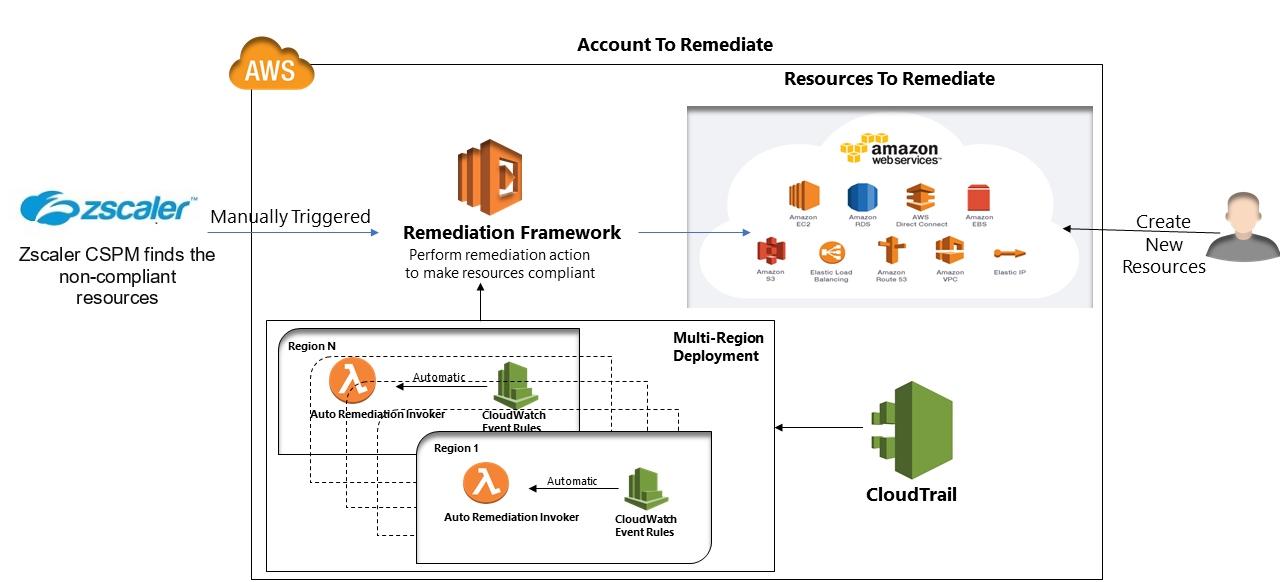 Account To Remediate
AWS
Resources To Remediate
amazon
web services™
Amazon
EC2
Amazon
RDS
AWS
Direct Connect
Amazon
EBS
Amazon
S3
Elastic Load
Balancing
Amazon
Route 53
Amazon
VPC
Elastic IP
zscaler™
Zscaler CSPM finds the
non-compliant
resources
Manually Triggered
Remediation Framework
Perform remediation action
to make resources compliant
Create
New
Resources
Multi-Region
Deployment
Region N
Automatic
Auto Remediation Invoker
CloudWatch
Event Rules
Region 1
Automatic
Auto Remediation Invoker
CloudWatch
Event Rules
CloudTrail